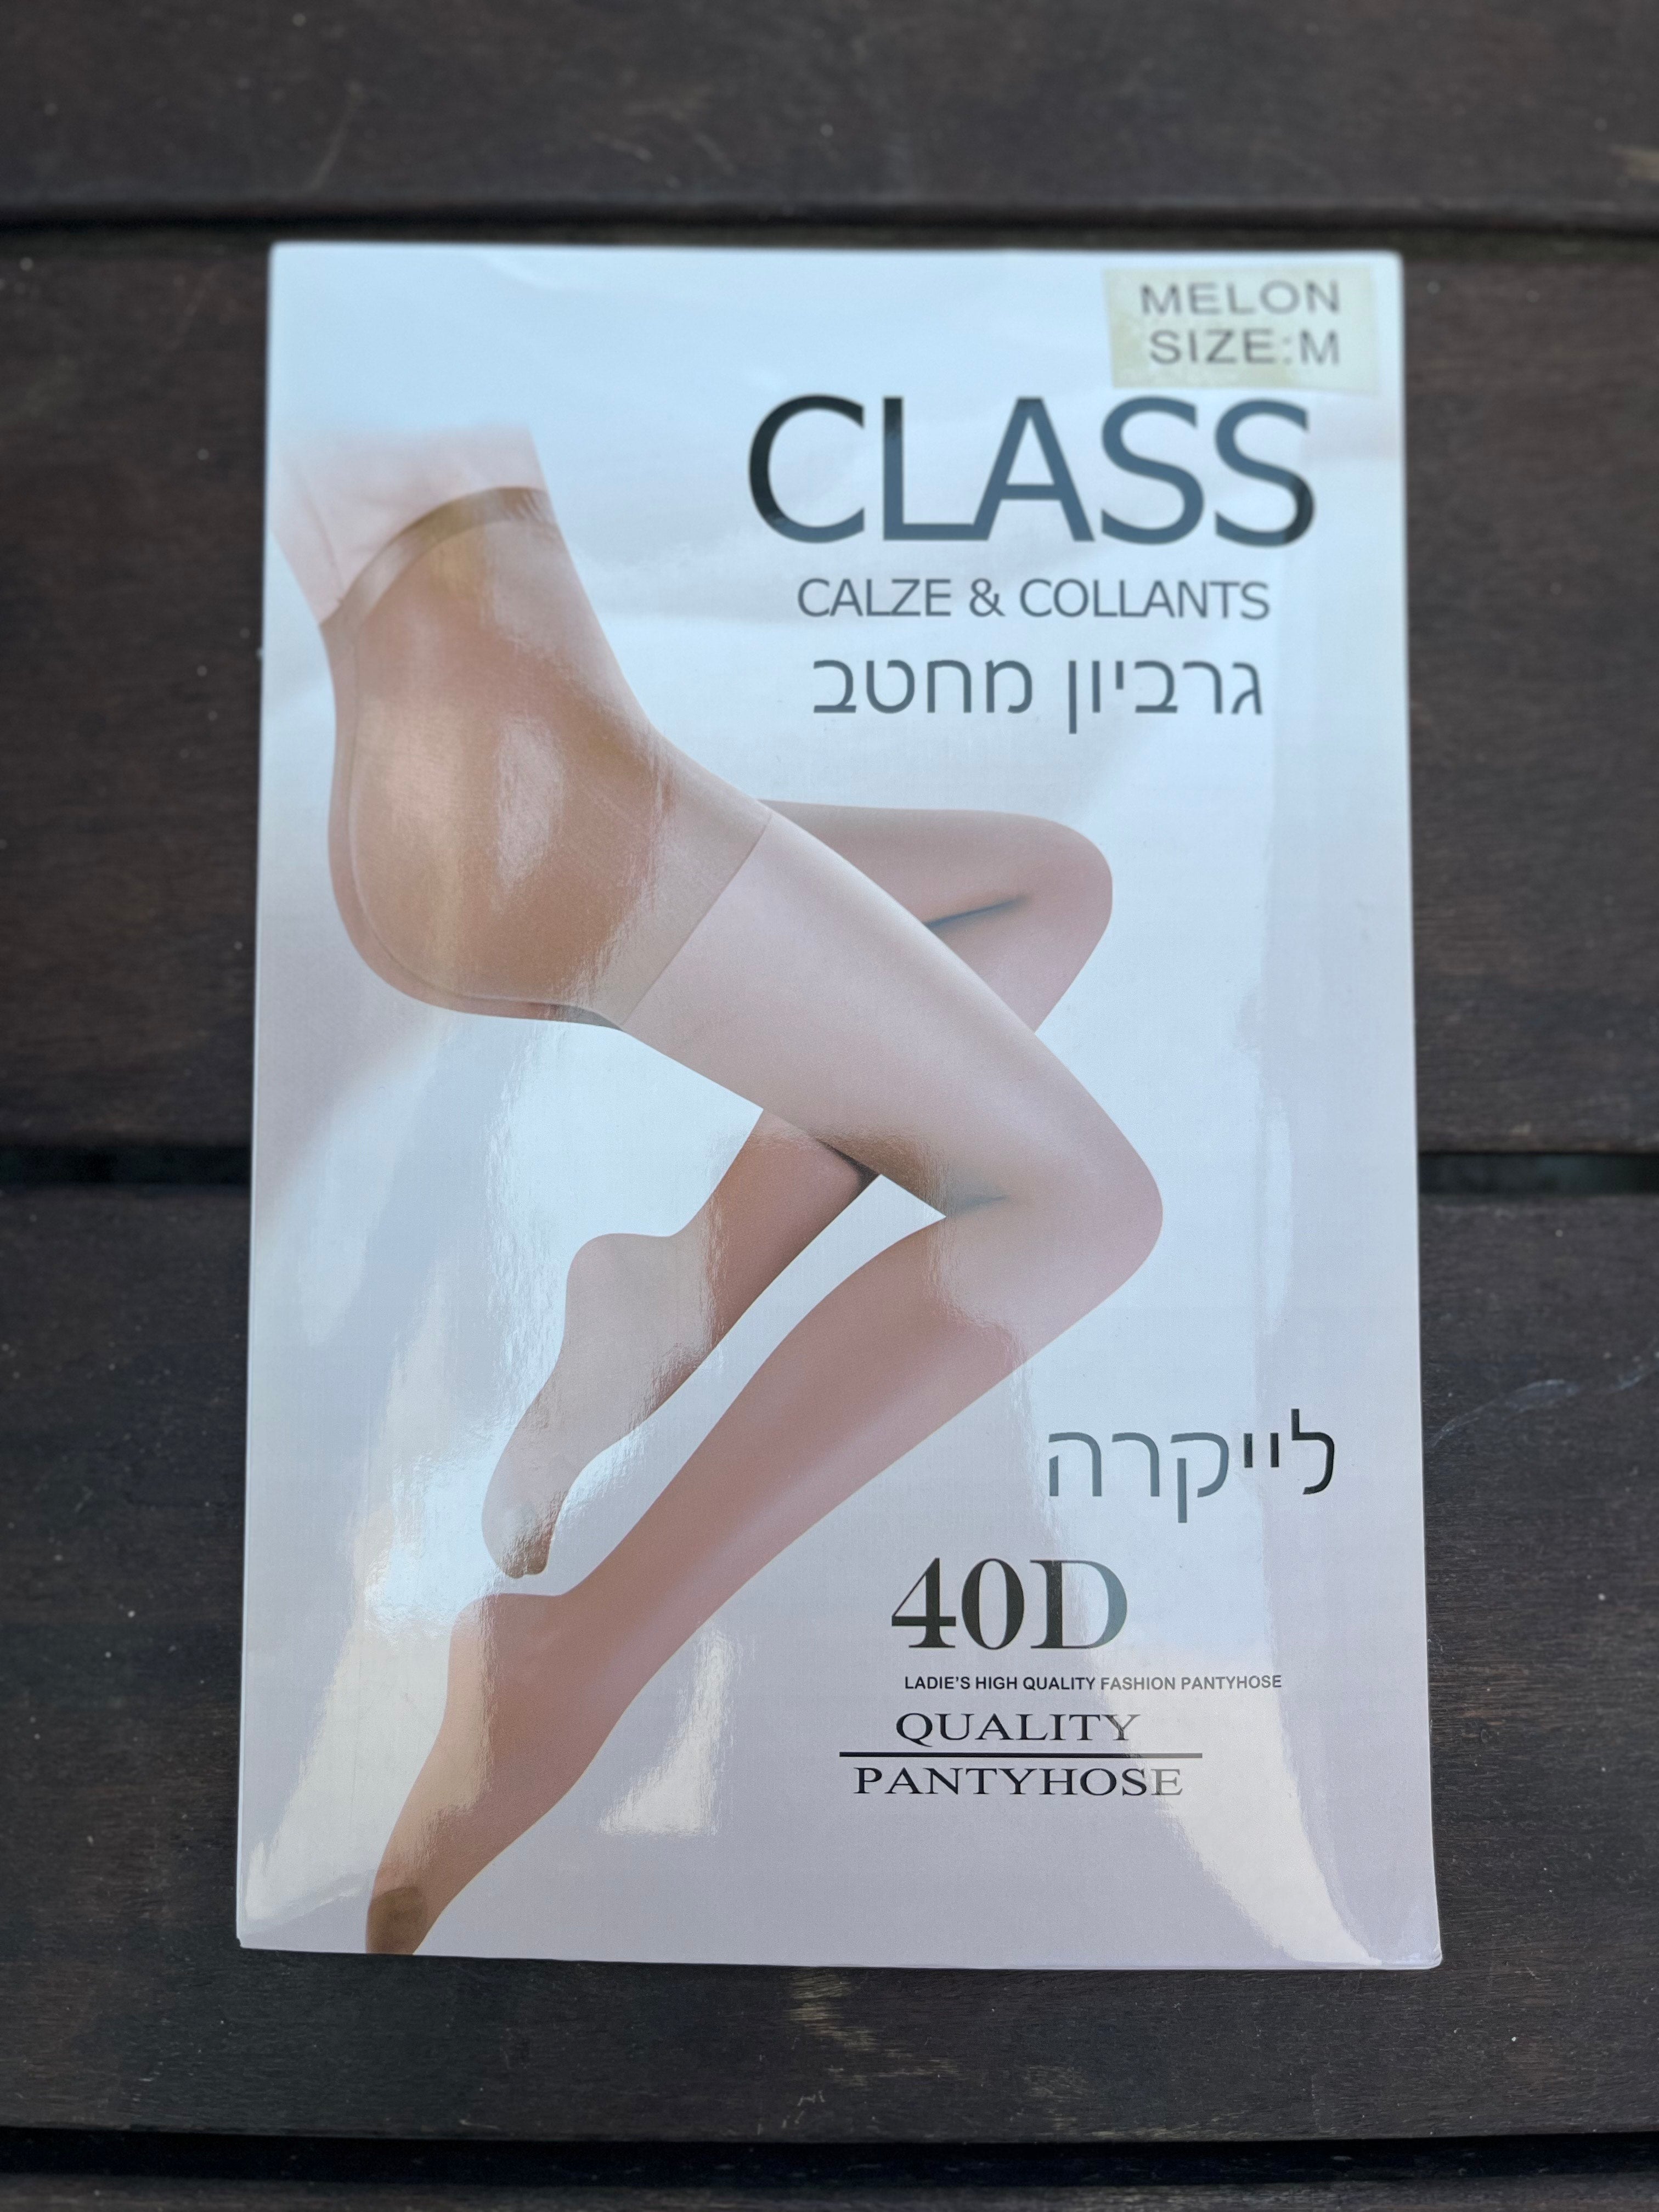 MELON
SIZE:M
CLASS
CALZE & COLLANTS
גרביון מחטב
לייקרה
40D
LADIE'S HIGH QUALITY FASHION PANTYHOSE
QUALITY
PANTYHOSE